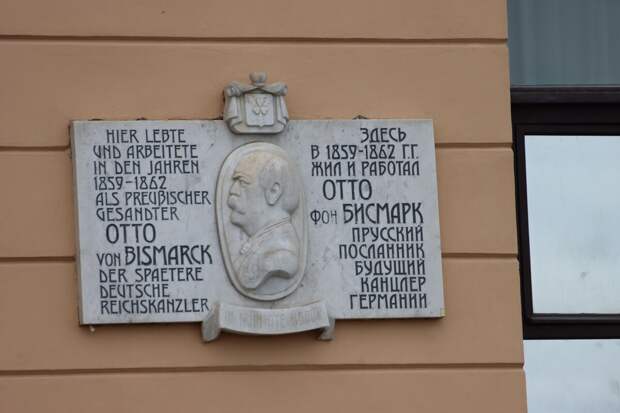 HIER LEBTE
UND ARBEITETE
IN DEN JAHREN
1859-1862
ALS PREUßISCHER
GESANDTER
OTTO
VON BISMARCK
DER SPAETERE
DEUTSCHE
REICHSKANZLER
ЗДЕСЬ
В 1859-1862 Г.Г.
ЖИЛ И РАБОТАЛ
ОТТО
ФОН БИСМАРК
ПРУССКИЙ
ПОСЛАННИК
БУДУЩИЙ
КАНЦЛЕР
ГЕРМАНИИ